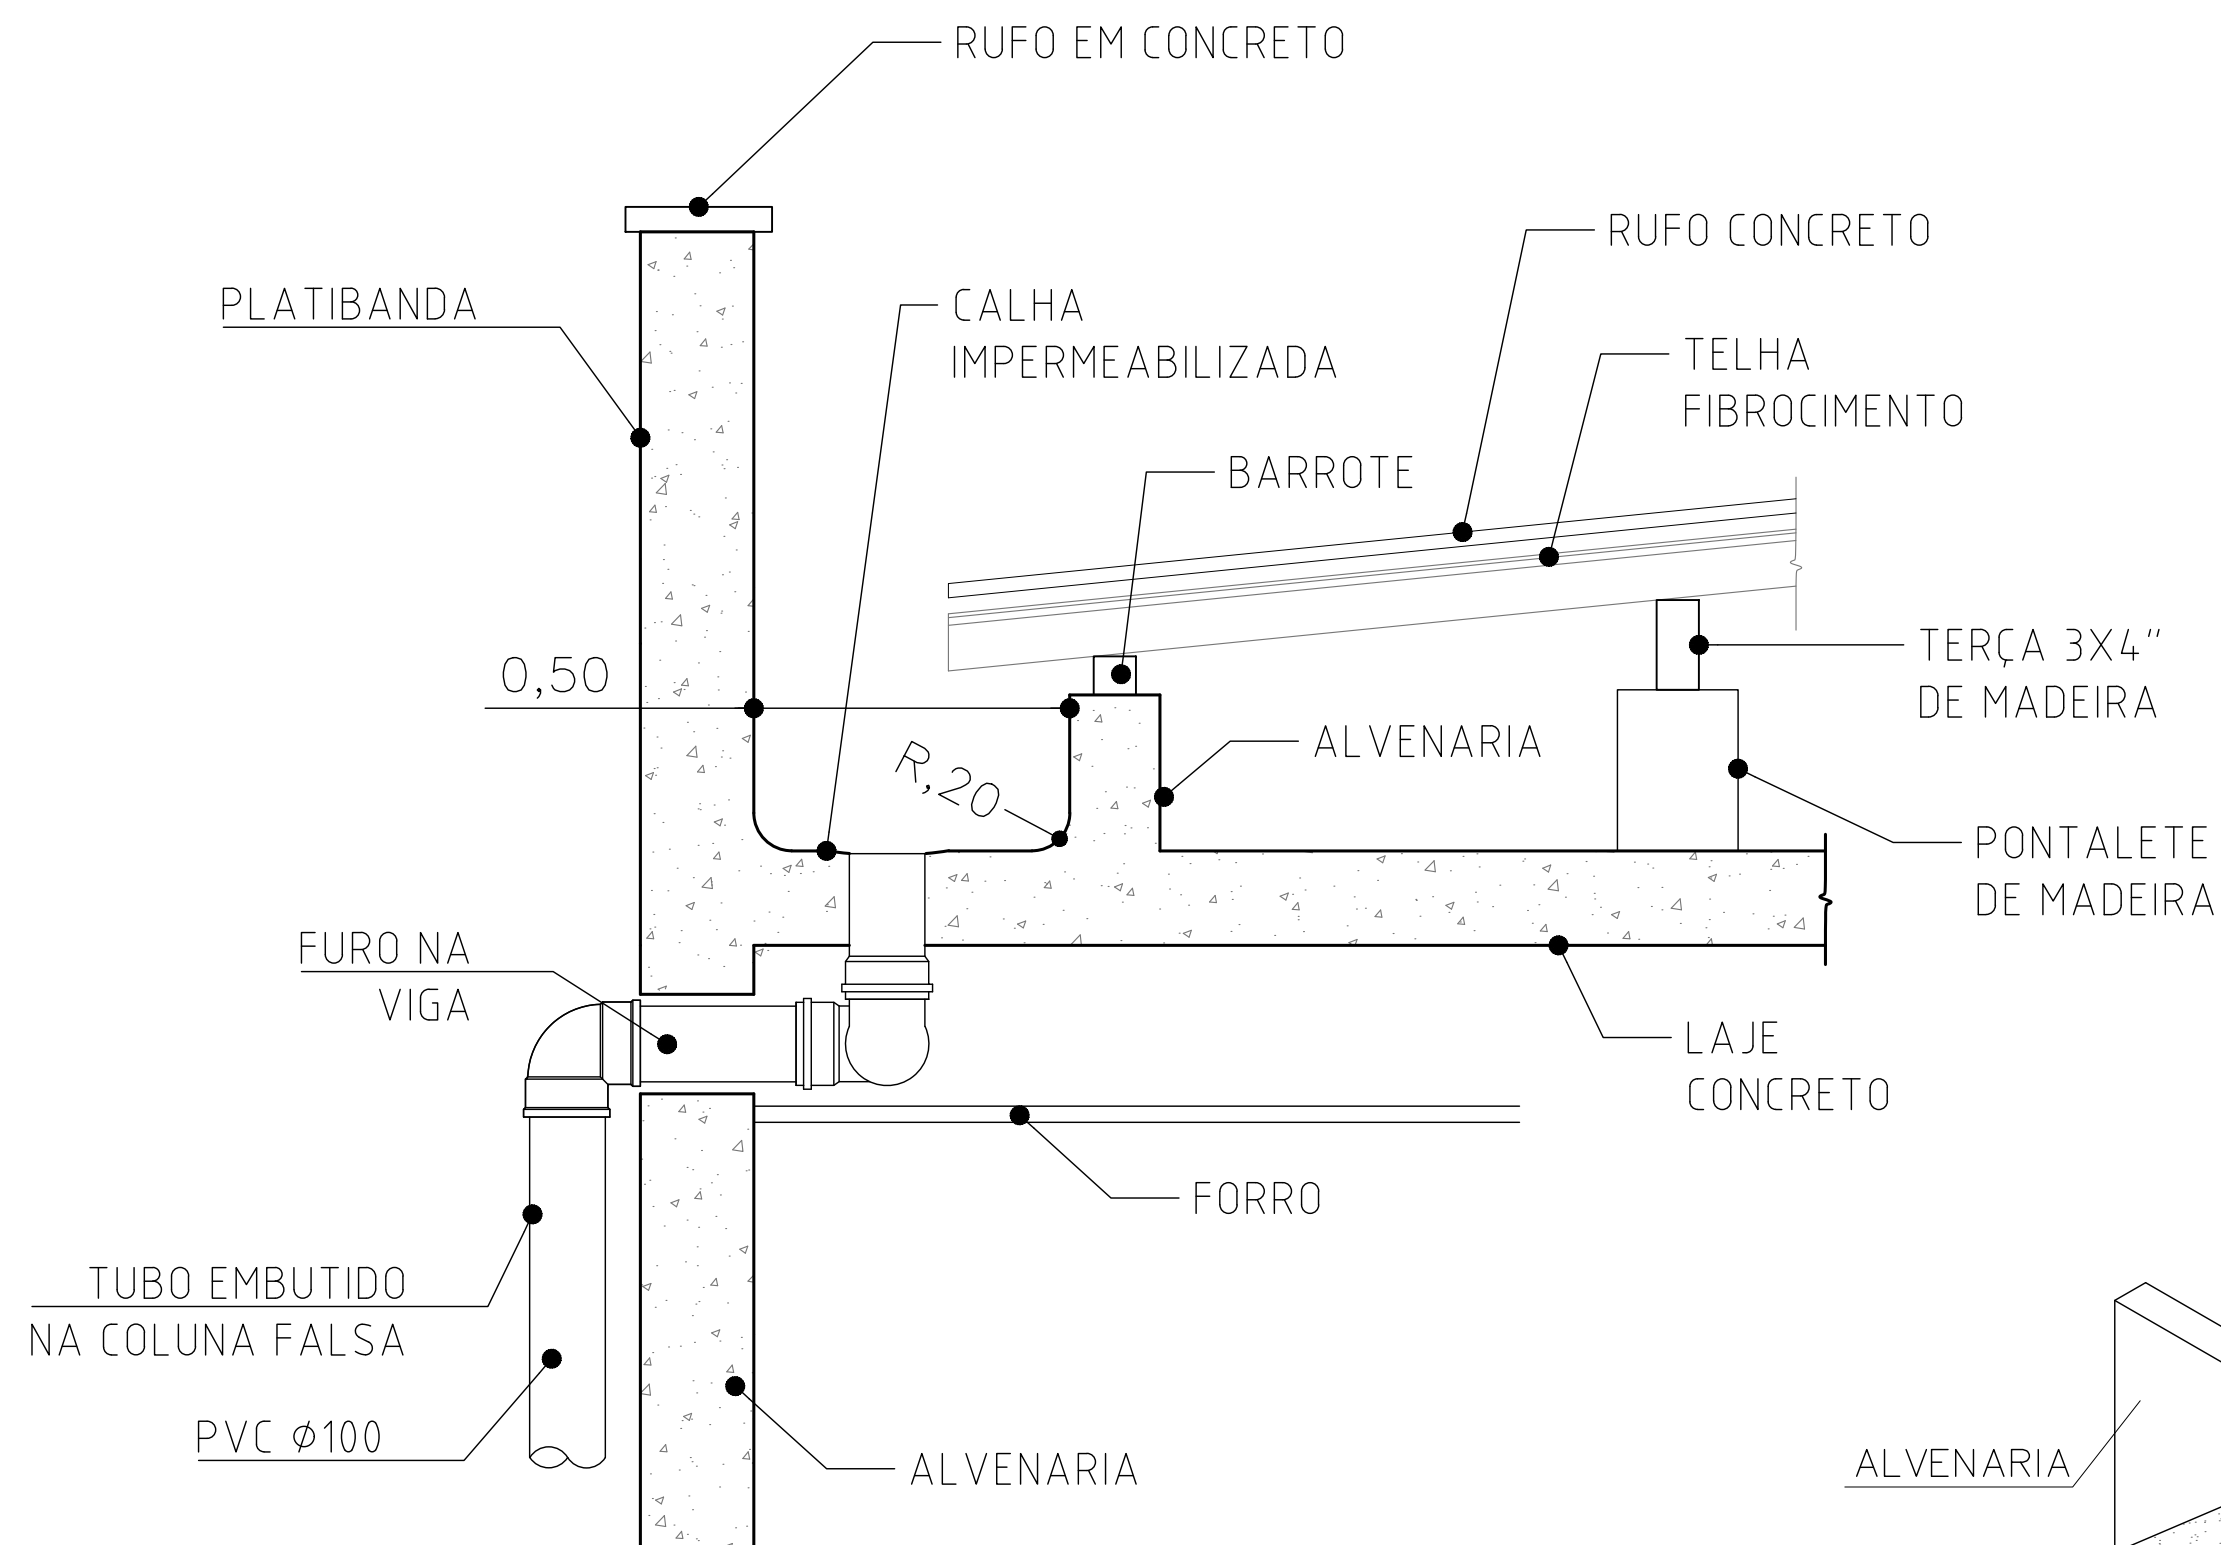 RUFO EM CONCRETO
RUFO CONCRETO
PLATIBANDA
CALHA
IMPERMEABILIZADA
TELHA
FIBROCIMENTO
BARROTE
0,50
TERÇA 3X4"
DE MADEIRA
R,20
ALVENARIA
PONTALETE
DE MADEIRA
FURO NA
VIGA
LAJE
CONCRETO
FORRO
TUBO EMBUTIDO
NA COLUNA FALSA
PVC Ø100
ALVENARIA
ALVENARIA